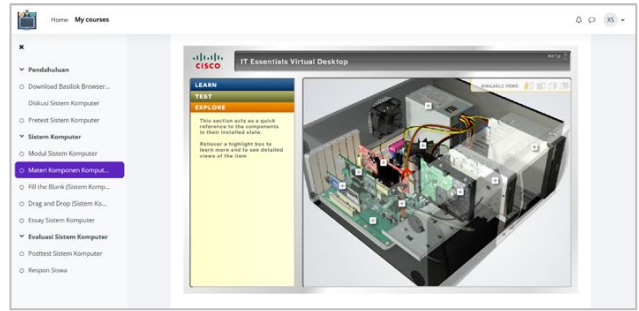 Home My courses
XS
Pendahuluan
Download Basilisk Browser...
Diskusi Sistem Komputer
Pretest Sistem Komputer
Sistem Komputer
Modul Sistem Komputer
Materi Komponen Komput...
Fill the Blank (Sistem Komp...
Drag and Drop (Sistem Ko...
Essay Sistem Komputer
Evaluasi Sistem Komputer
Posttest Sistem Komputer
Respon Siswa
CISCO
IT Essentials Virtual Desktop
Help
LEARN
TEST
EXPLORE
This section acts as a quick
reference to the components
in their installed state.
Rollover a highlight box to
learn more and to see detailed
views of the item
AVAILABLE VIEWS: